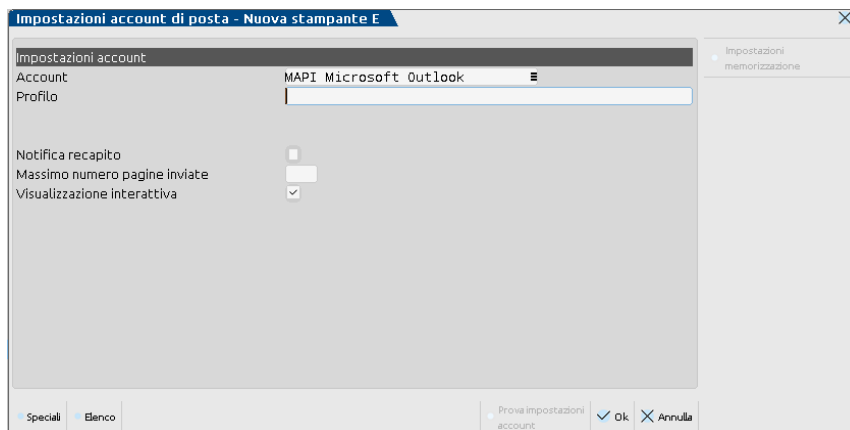 Impostazioni account di posta - Nuova stampante E
Impostazioni account
Account MAPI Microsoft Outlook
Profilo
Notifica recapito
Massimo numero pagine inviate
Visualizzazione interattiva
Impostazioni
memorizzazione
Speciali Elenco
Prova impostazioni
account
Ok Annulla